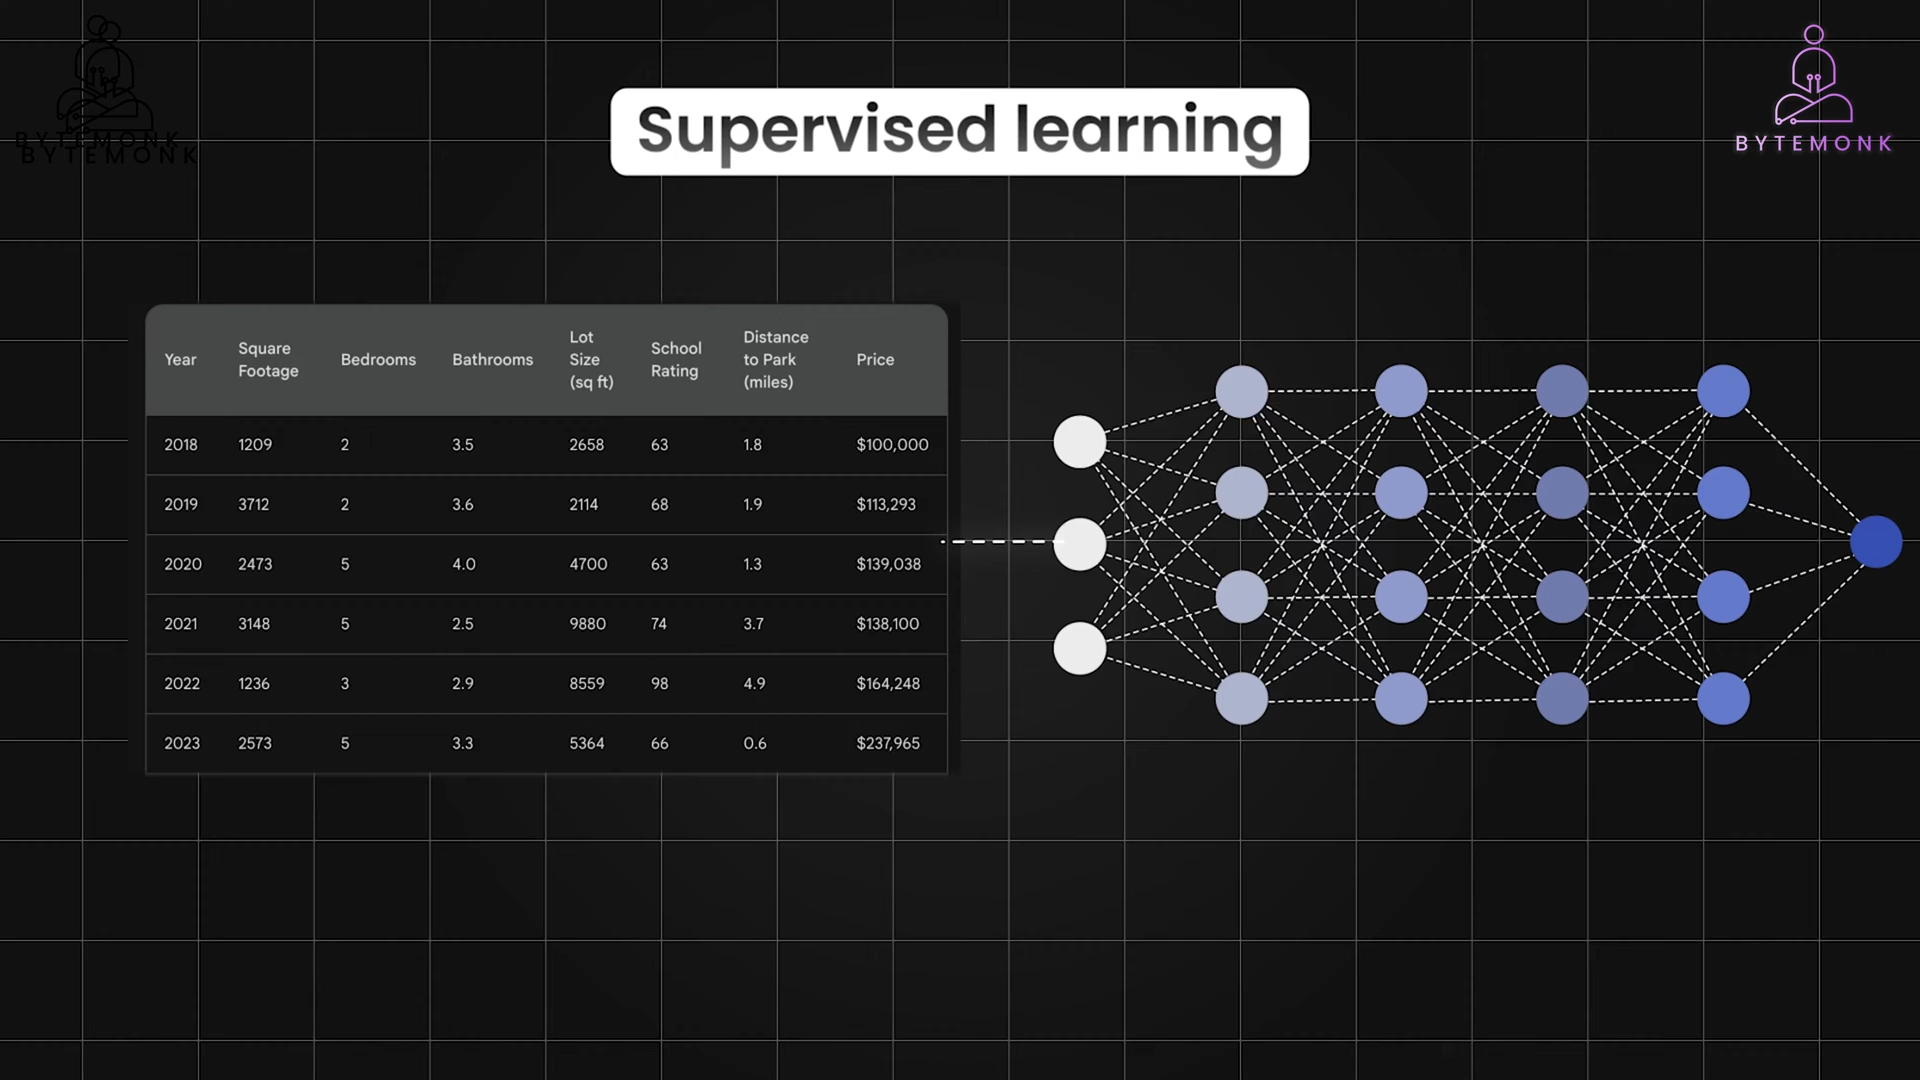 Supervised learning
BYTEMONK
BYTEMONK
BYTEMONK
Year Square Footage Bedrooms Bathrooms Lot Size (sq ft) School Rating Distance to Park (miles) Price
2018 1209 2 3.5 2658 63 1.8 $100,000
2019 3712 2 3.6 2114 68 1.9 $113,293
2020 2473 5 4.0 4700 63 1.3 $139,038
2021 3148 5 2.5 9880 74 3.7 $138,100
2022 1236 3 2.9 8559 98 4.9 $164,248
2023 2573 5 3.3 5364 66 0.6 $237,965